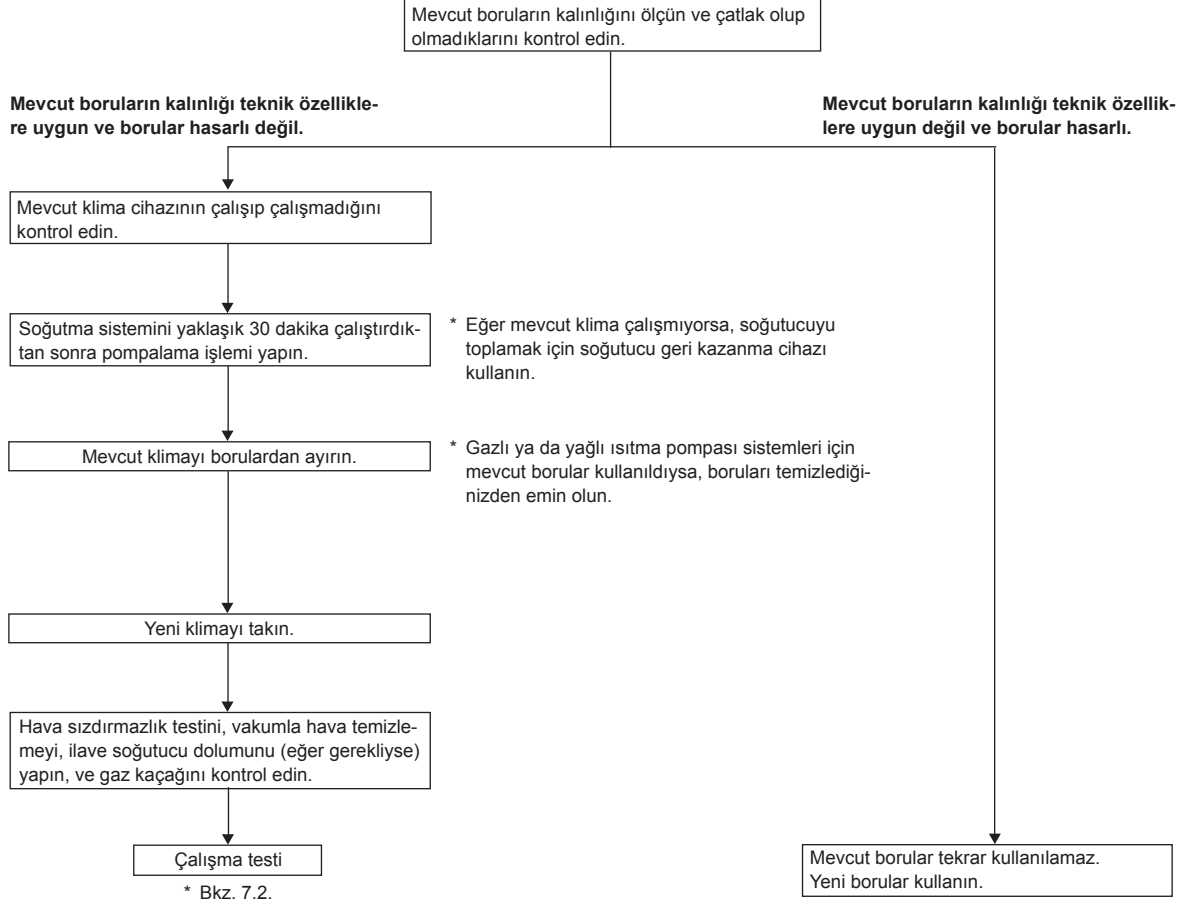 Mevcut boruların kalınlığını ölçün ve çatlak olup
olmadıklarını kontrol edin.
Mevcut boruların kalınlığı teknik özellikle-
re uygun ve borular hasarlı değil.
Mevcut boruların kalınlığı teknik özellik-
lere uygun değil ve borular hasarlı.
Mevcut klima cihazının çalışıp çalışmadığını
kontrol edin.
Soğutma sistemini yaklaşık 30 dakika çalıştırdık-
tan sonra pompalama işlemi yapın.
* Eğer mevcut klima çalışmıyorsa, soğutucuyu
toplamak için soğutucu geri kazanma cihazı
kullanın.
Mevcut klimayı borulardan ayırın.
* Gazlı ya da yağlı ısıtma pompası sistemleri için
mevcut borular kullanıldıysa, boruları temizlediği-
nizden emin olun.
Yeni klimayı takın.
Hava sızdırmazlık testini, vakumla hava temizle-
meyi, ilave soğutucu dolumunu (eğer gerekliyse)
yapın, ve gaz kaçağını kontrol edin.
Çalışma testi
* Bkz. 7.2.
Mevcut borular tekrar kullanılamaz.
Yeni borular kullanın.